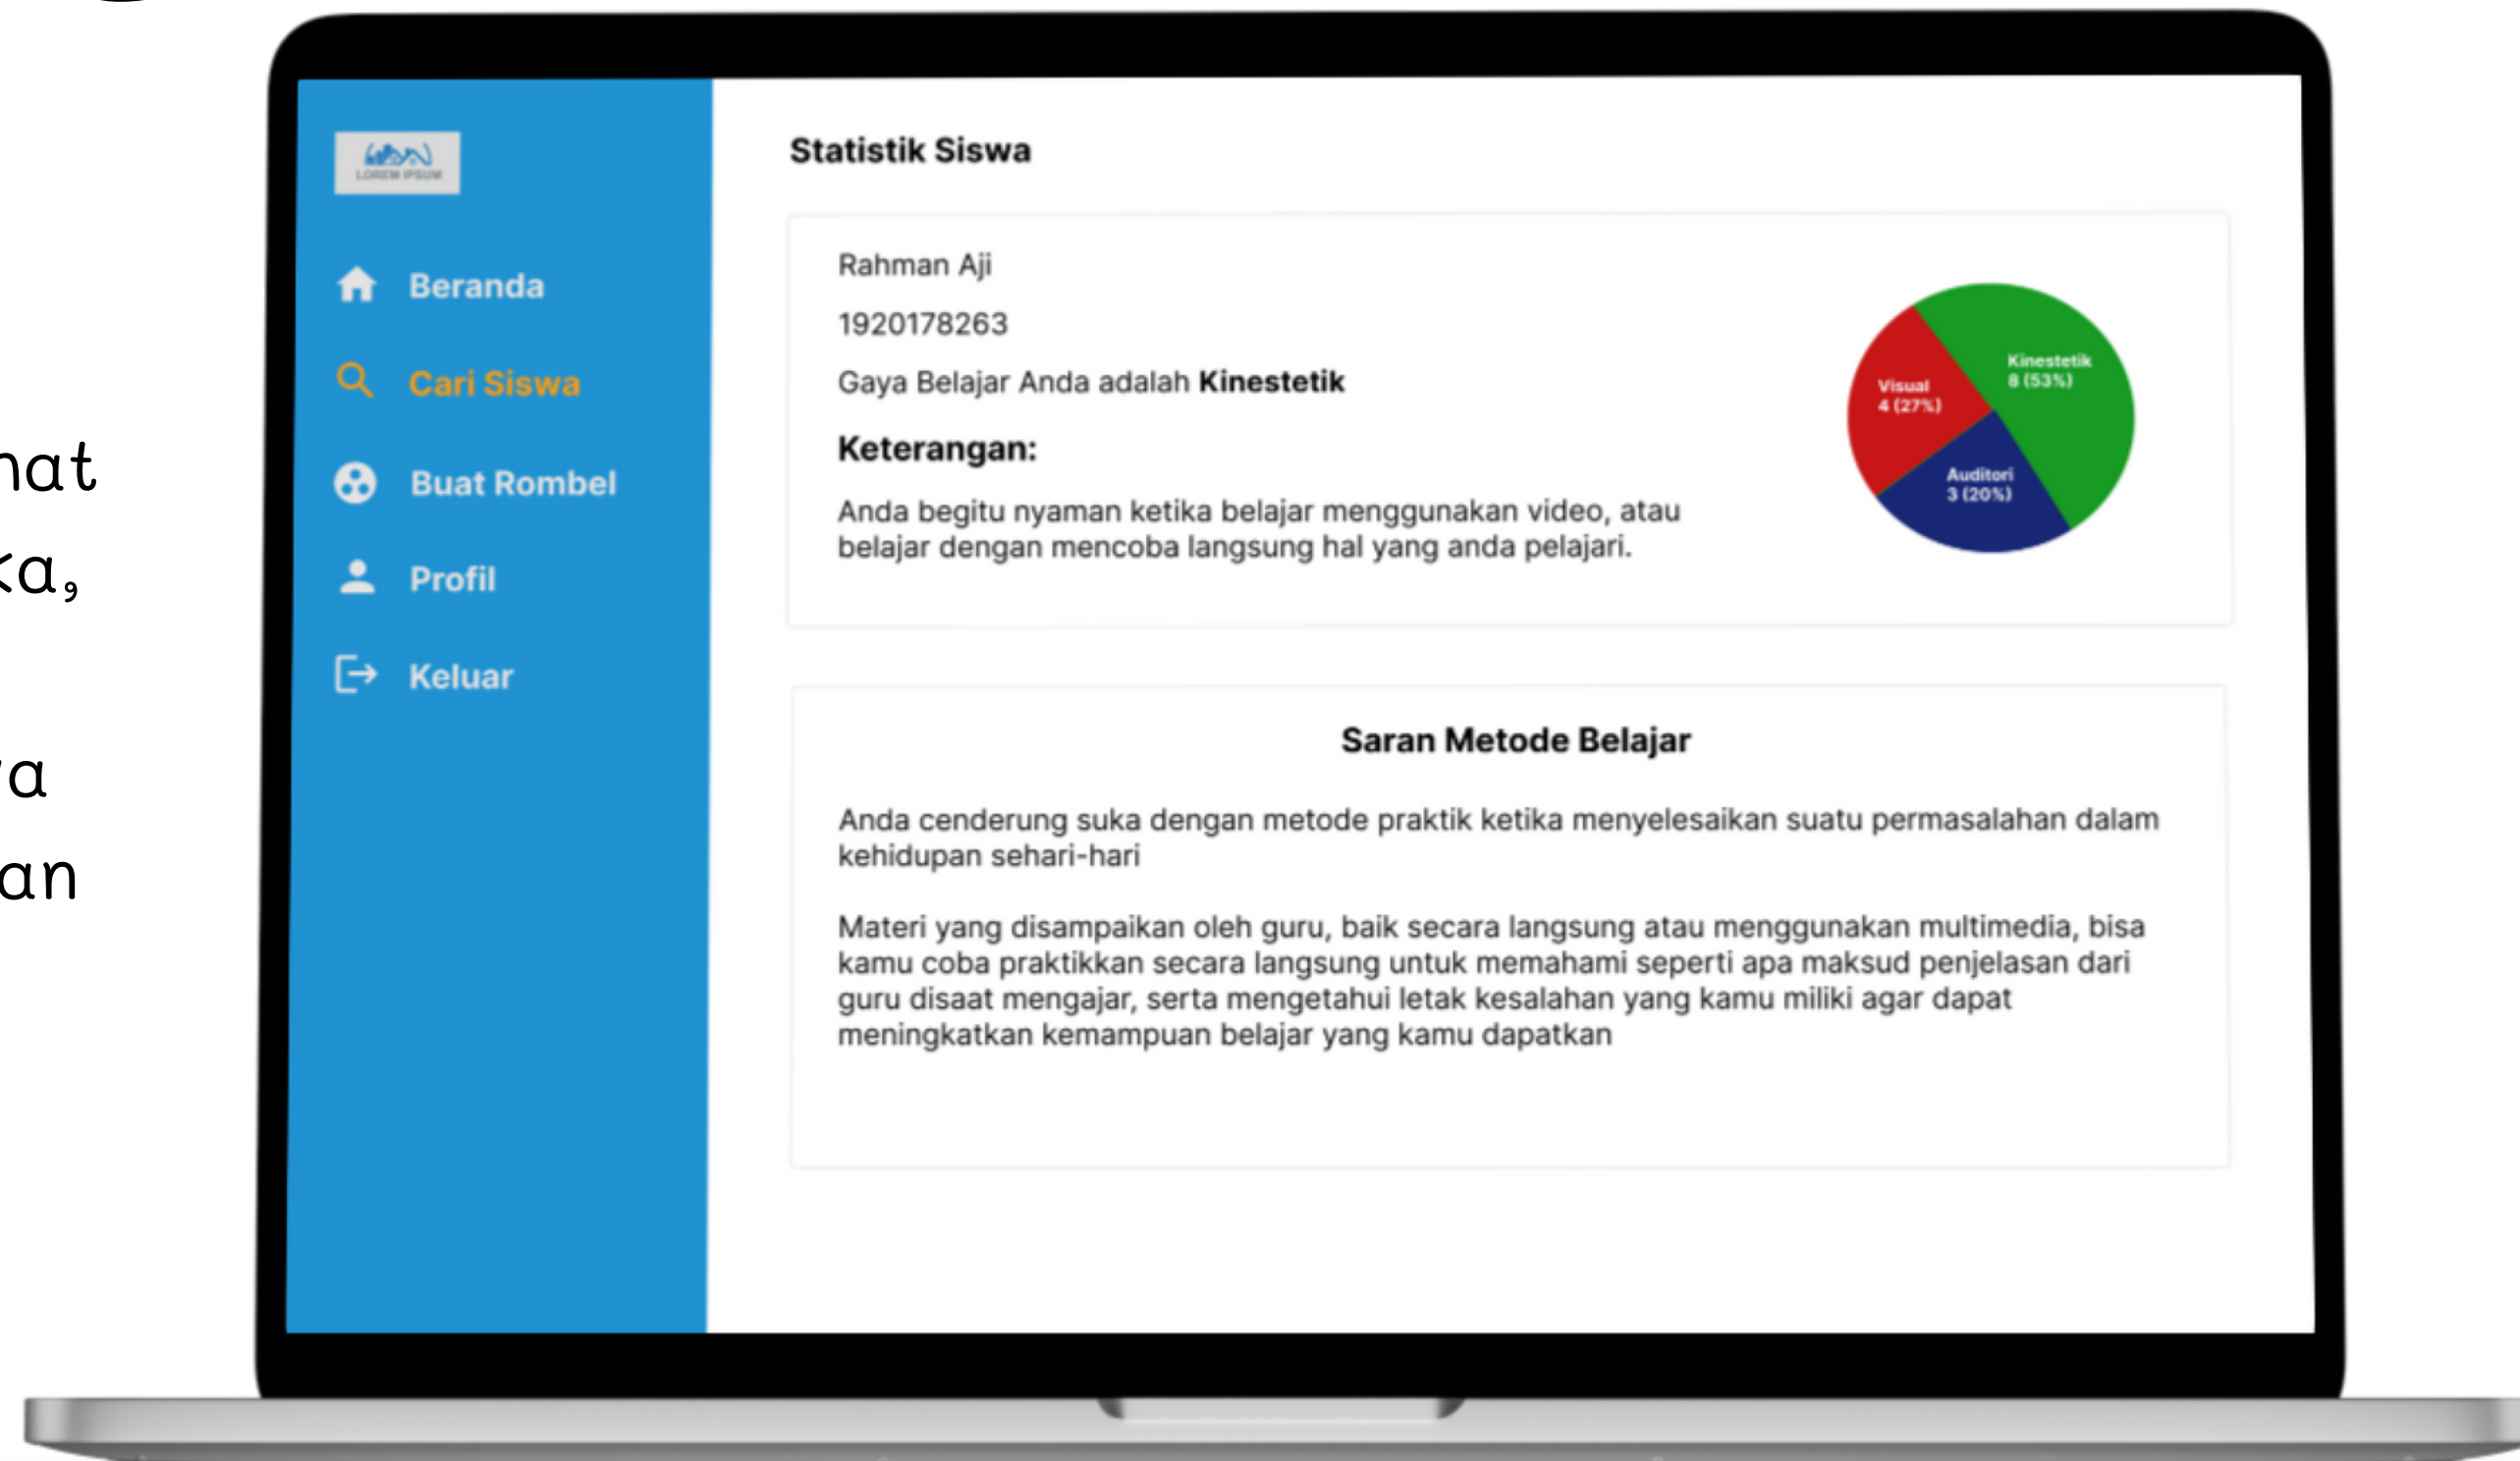 ka,
an
LOREM IPSUM
Beranda
Cari Siswa
Buat Rombel
Profil
Keluar
Statistik Siswa
Rahman Aji
1920178263
Gaya Belajar Anda adalah Kinestetik
Keterangan:
Anda begitu nyaman ketika belajar menggunakan video, atau
belajar dengan mencoba langsung hal yang anda pelajari.
Kinestetik
8 (53%)
Visual
4 (27%)
Auditori
3 (20%)
Saran Metode Belajar
Anda cenderung suka dengan metode praktik ketika menyelesaikan suatu permasalahan dalam
kehidupan sehari-hari
Materi yang disampaikan oleh guru, baik secara langsung atau menggunakan multimedia, bisa
kamu coba praktikkan secara langsung untuk memahami seperti apa maksud penjelasan dari
guru disaat mengajar, serta mengetahui letak kesalahan yang kamu miliki agar dapat
meningkatkan kemampuan belajar yang kamu dapatkan